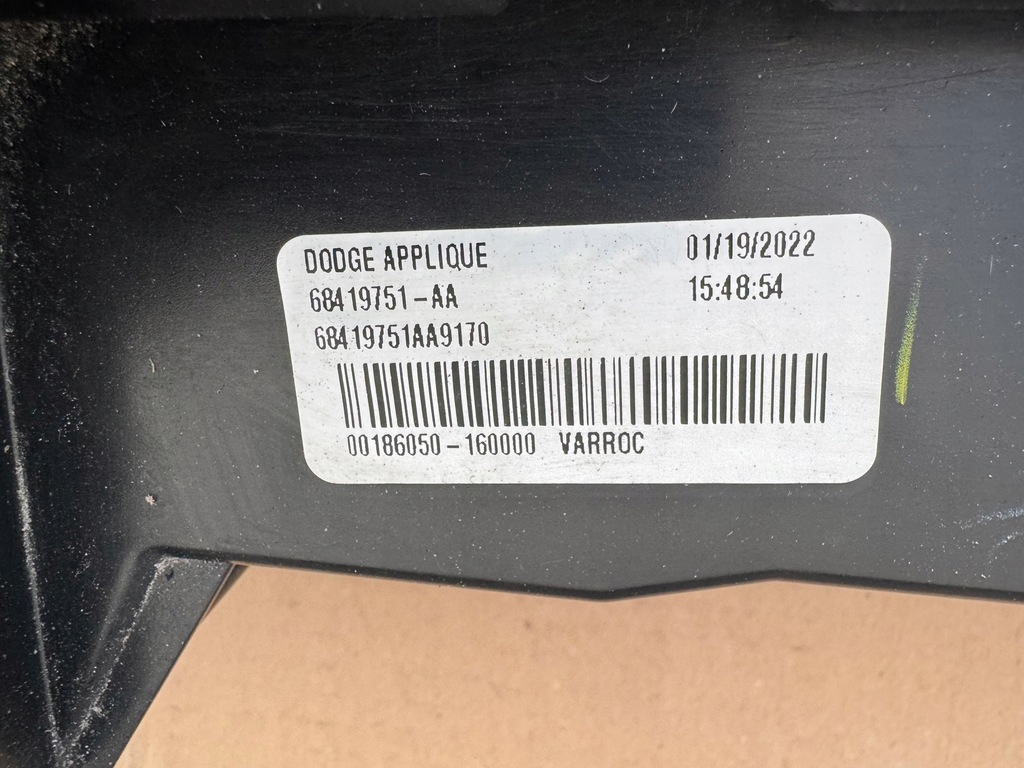 DODGE APPLIQUE 01/19/2022
68419751-AA 15:48:54
68419751AA9170
00186050-160000 VARROC